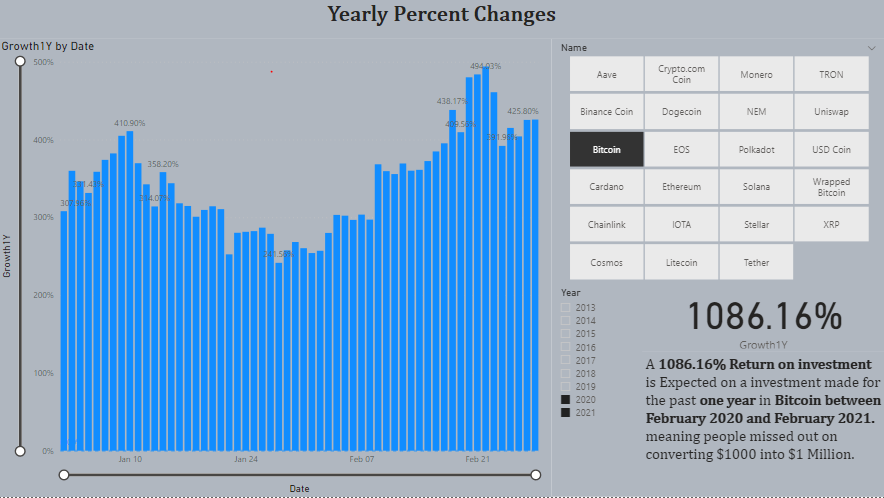 Yearly Percent Changes
Growth1Y by Date
500%
400%
300%
200%
100%
0%
Growth1Y
410.90%
358.20%
438.17%
494.03%
425.80%
Jan 10
Jan 24
Feb 07
Feb 21
Date
Name
Aave
Crypto.com
Coin
Monero
TRON
Binance Coin
Dogecoin
NEM
Uniswap
Bitcoin
EOS
Polkadot
USD Coin
Cardano
Ethereum
Solana
Wrapped
Bitcoin
Chainlink
IOTA
Stellar
XRP
Cosmos
Litecoin
Tether
Year
2013
2014
2015
2016
2017
2018
2019
2020
2021
1086.16%
Growth1Y
A 1086.16% Return on investment
is Expected on a investment made for
the past one year in Bitcoin between
February 2020 and February 2021.
meaning people missed out on
converting $1000 into $1 Million.